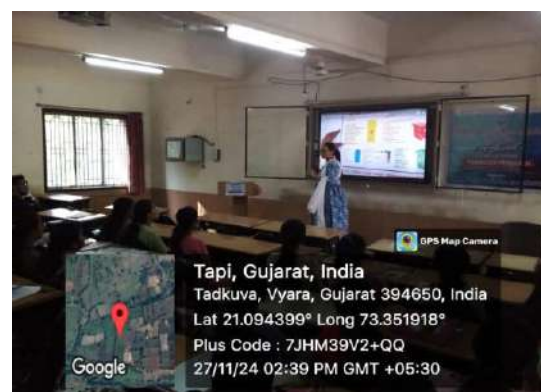 GPS Map Camera
Tapi, Gujarat, India
Tadkuva, Vyara, Gujarat 394650, India
Lat 21.094399° Long 73.351918°
Plus Code : 7JHM39V2+QQ
27/11/24 02:39 PM GMT +05:30
Google